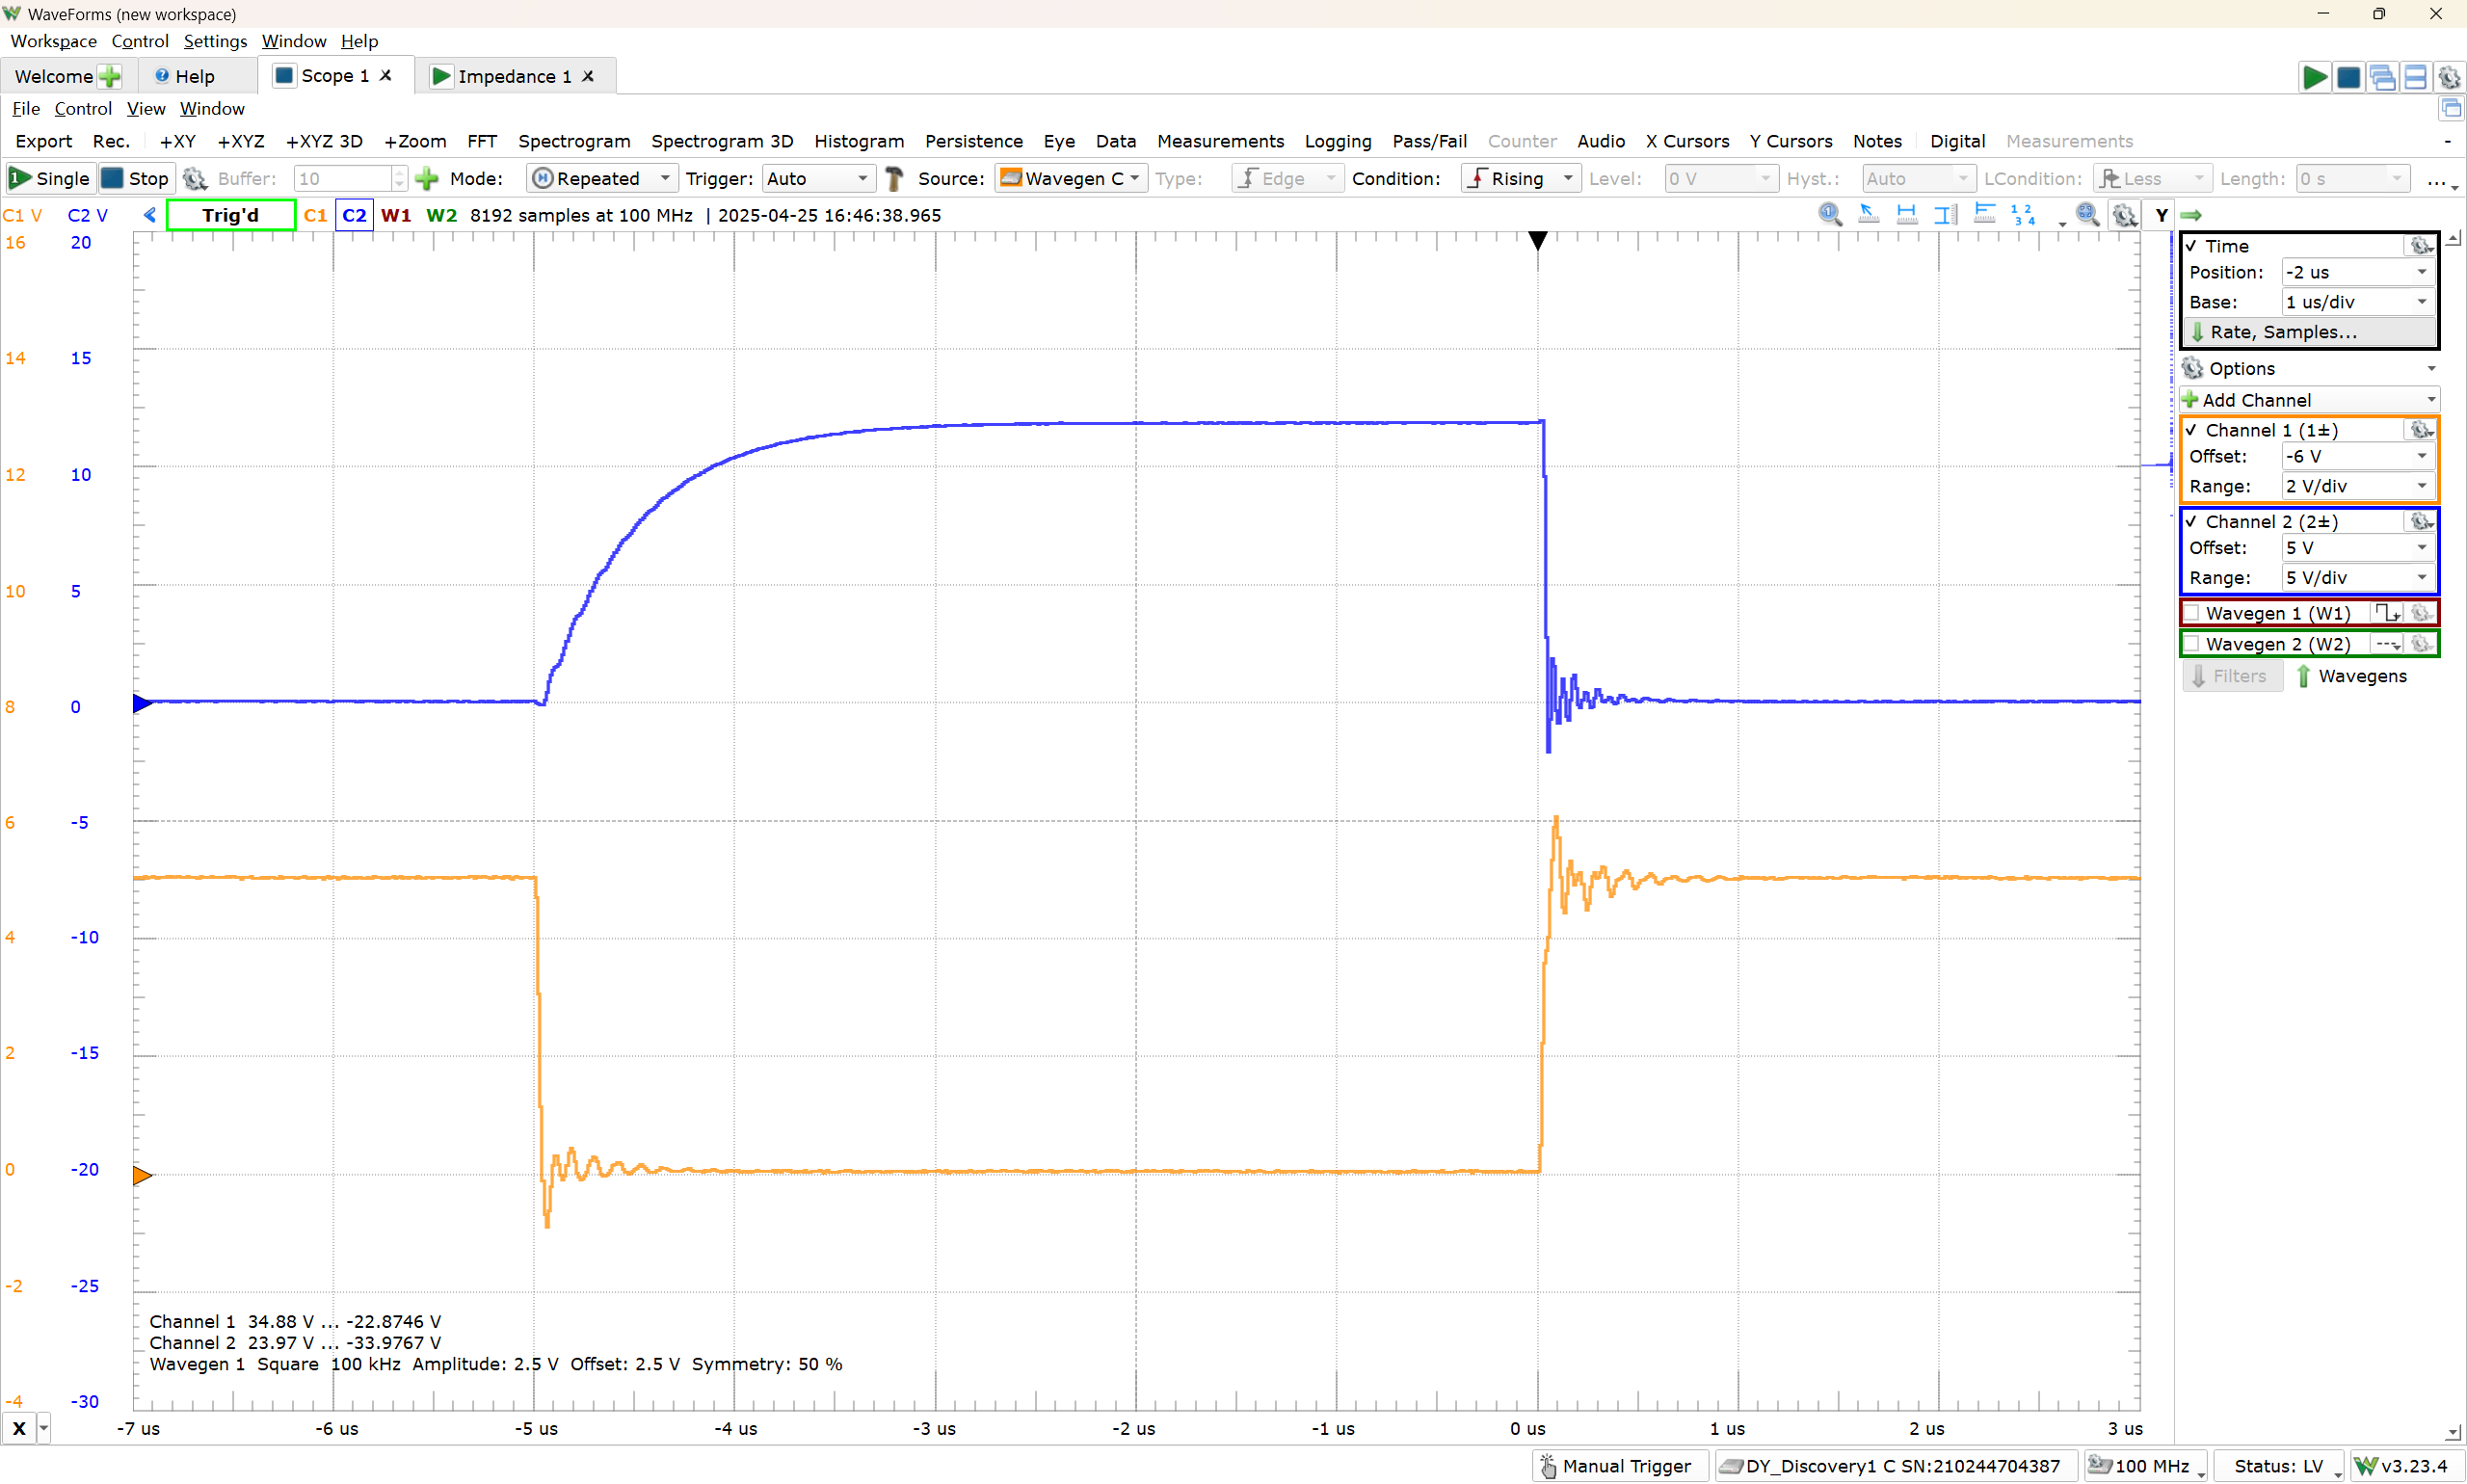 WaveForms (new workspace)
Workspace Control Settings Window Help
Welcome Help Scope 1 Impedance 1
File Control View Window
Export Rec. +XY +XYZ +XYZ 3D +Zoom FFT Spectrogram Spectrogram 3D Histogram Persistence Eye Data Measurements Logging Pass/Fail Counter Audio X Cursors Y Cursors Notes Digital Measurements
Single Stop Buffer: 10 Mode: Repeated Trigger: Auto Source: Wavegen C Type: Edge Condition: Rising Level: 0 V Hyst.: Auto LCondition: Less Length: 0 s ...
C1 V C2 V Trig'd C1 C2 W1 W2 8192 samples at 100 MHz | 2025-04-25 16:46:38.965 Y
16 20
14 15
12 10
10 5
8 0
6 -5
4 -10
2 -15
0 -20
-2 -25
-4 -30
Time
Position: -2 us
Base: 1 us/div
Rate, Samples...
Options
Add Channel
Channel 1 (1±)
Offset: -6 V
Range: 2 V/div
Channel 2 (2±)
Offset: 5 V
Range: 5 V/div
Wavegen 1 (W1)
Wavegen 2 (W2)
Filters Wavegens
Channel 1 34.88 V ... -22.8746 V
Channel 2 23.97 V ... -33.9767 V
Wavegen 1 Square 100 kHz Amplitude: 2.5 V Offset: 2.5 V Symmetry: 50 %
X -7 us -6 us -5 us -4 us -3 us -2 us -1 us 0 us 1 us 2 us 3 us
Manual Trigger DY_Discovery1 C SN:210244704387 100 MHz Status: LV v3.23.4